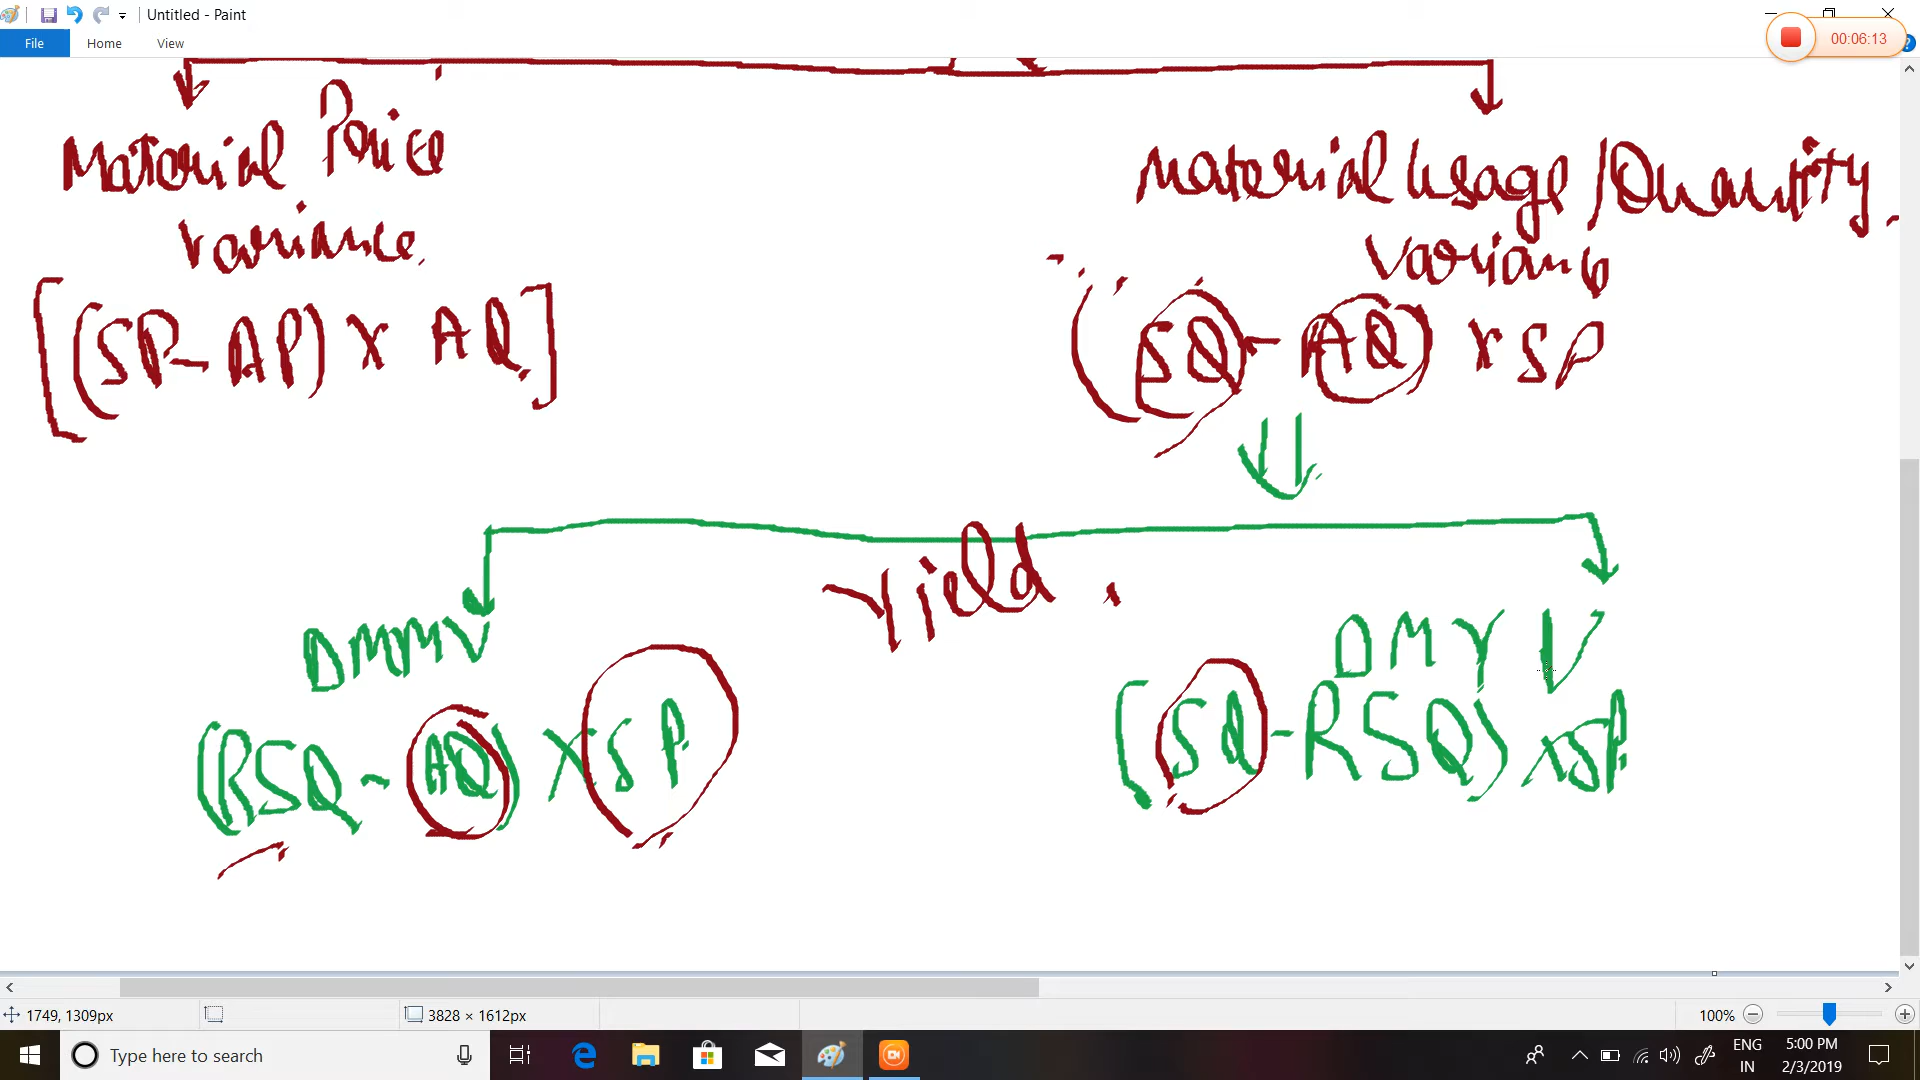 Untitled - Paint
00:06:13
File Home View
Material Price
variance
[(SP-AP) X AQ]
Material Usage/Quantity
Variance
(SQ - AQ) X SP
Yield
DMMV
(RSQ - AQ) X SP
DMYV
(SQ-RSQ) XSP
1749, 1309px
3828 × 1612px
100%
Type here to search
ENG
IN
5:00 PM
2/3/2019